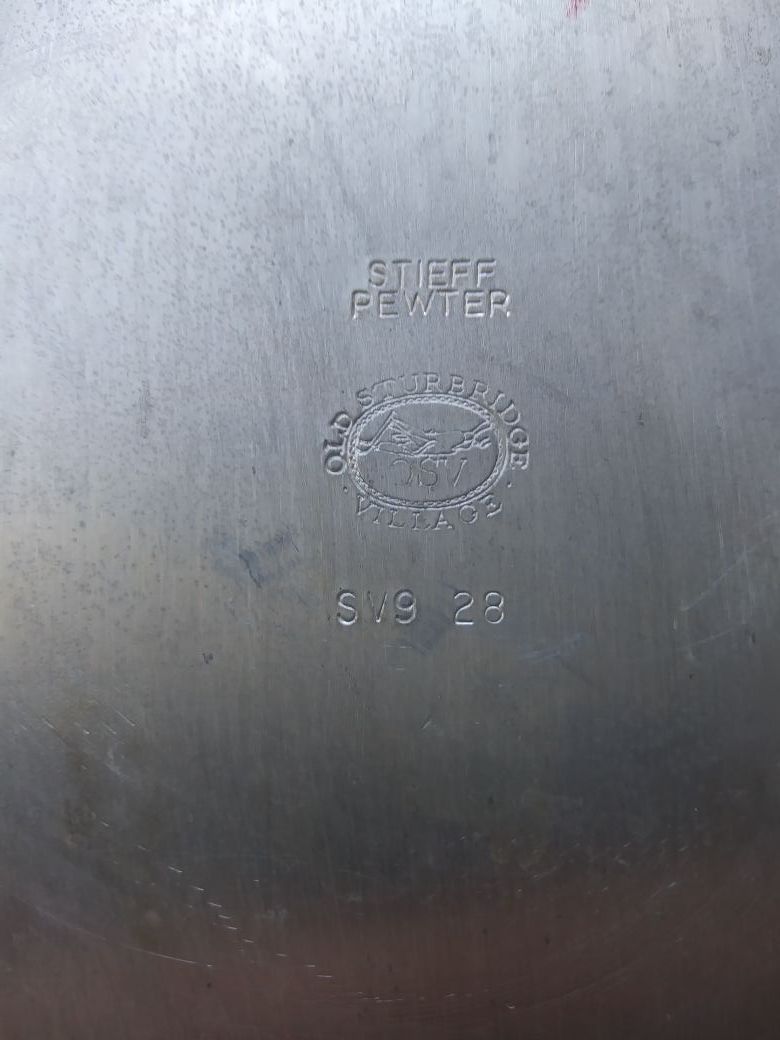 STIEFF
PEWTER
OLD STURBRIDGE
OSV
· VILLAGE ·
SV9 28